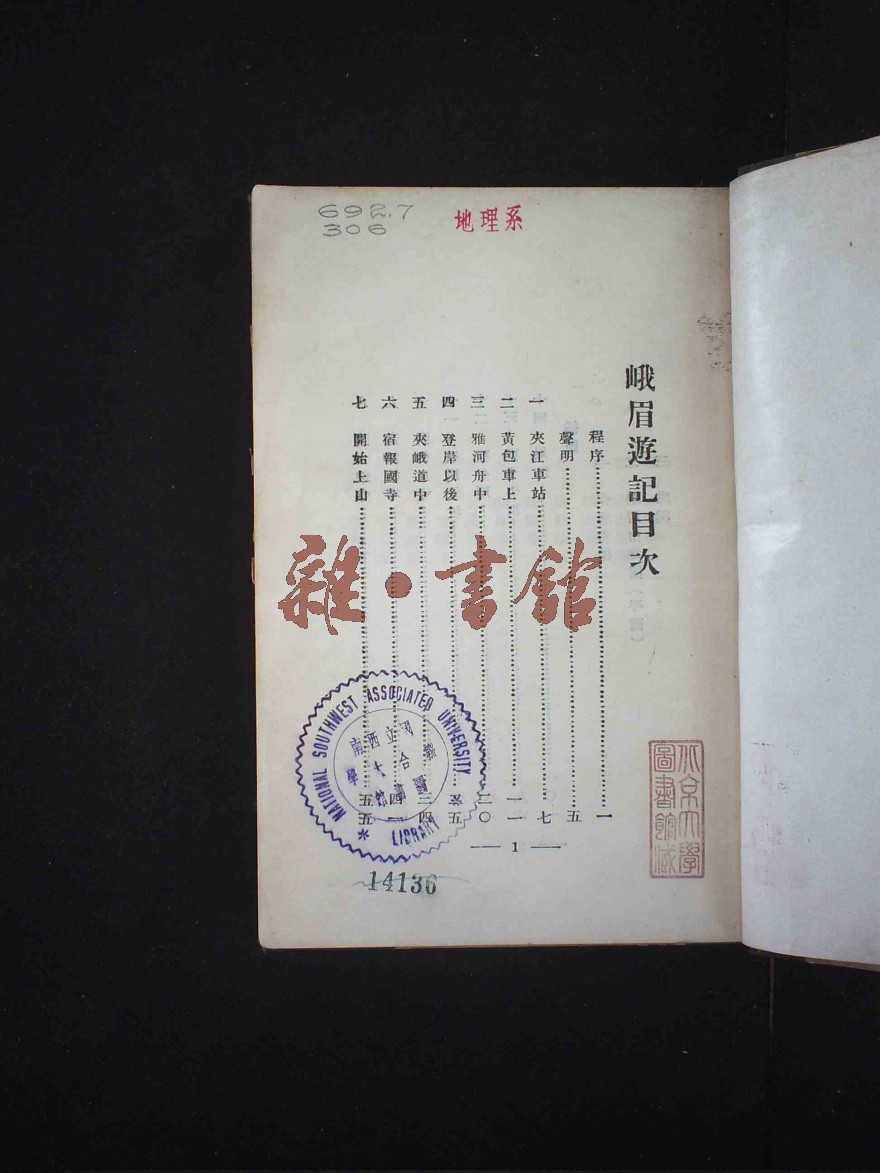 692.7
306
地理系
峨眉遊記目次
程序……一
聲明……五
一 夾江車站……七
二 黃包車上……一一
三 雅河舟中……二〇
四 登岸以後……
五 夾峨道中……三四
六 宿報國寺……四一
七 開始上山……五五
— 1 —
雜·書館
NATIONAL SOUTHWEST ASSOCIATED UNIVERSITY
LIBRARY
國立西南
聯合大學
圖書館
北京大學
圖書館藏
14136